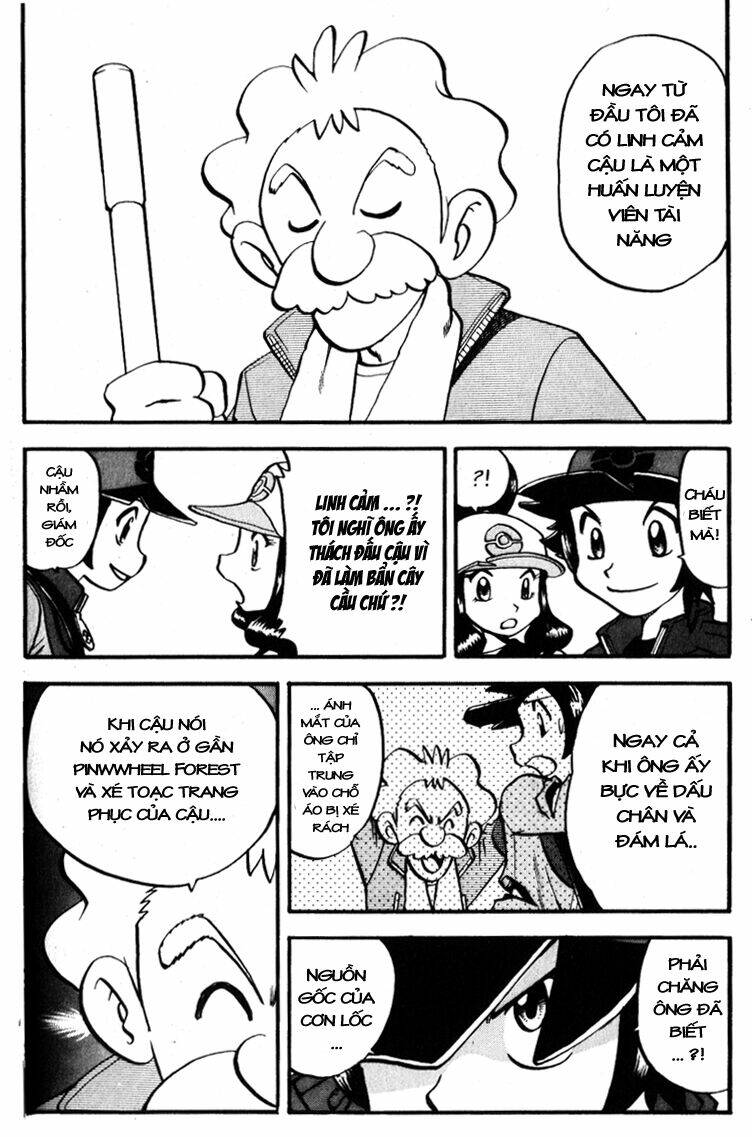 NGAY TỪ
ĐẦU TÔI ĐÃ
CÓ LINH CẢM
CẬU LÀ MỘT
HUẤN LUYỆN
VIÊN TÀI
NĂNG
?!
CHÁU
BIẾT
MÀ!
LINH CẢM ... ?!
TÔI NGHĨ ÔNG ẤY
THÁCH ĐẤU CẬU VÌ
ĐÃ LÀM BẨN CÂY
CẦU CHỨ ?!
CẬU
NHẦM
RỒI,
GIÁM
ĐỐC
NGAY CẢ
KHI ÔNG ẤY
BỰC VỀ DẤU
CHÂN VÀ
ĐÁM LÁ..
... ÁNH
MẮT CỦA
ÔNG CHỈ
TẬP
TRUNG
VÀO CHỖ
ÁO BỊ XÉ
RÁCH
KHI CẬU NÓI
NÓ XẢY RA Ở GẦN
PINWWHEEL FOREST
VÀ XÉ TOẠC TRANG
PHỤC CỦA CẬU....
PHẢI
CHĂNG
ÔNG ĐÃ
BIẾT
... ?!
NGUỒN
GỐC CỦA
CƠN LỐC
...